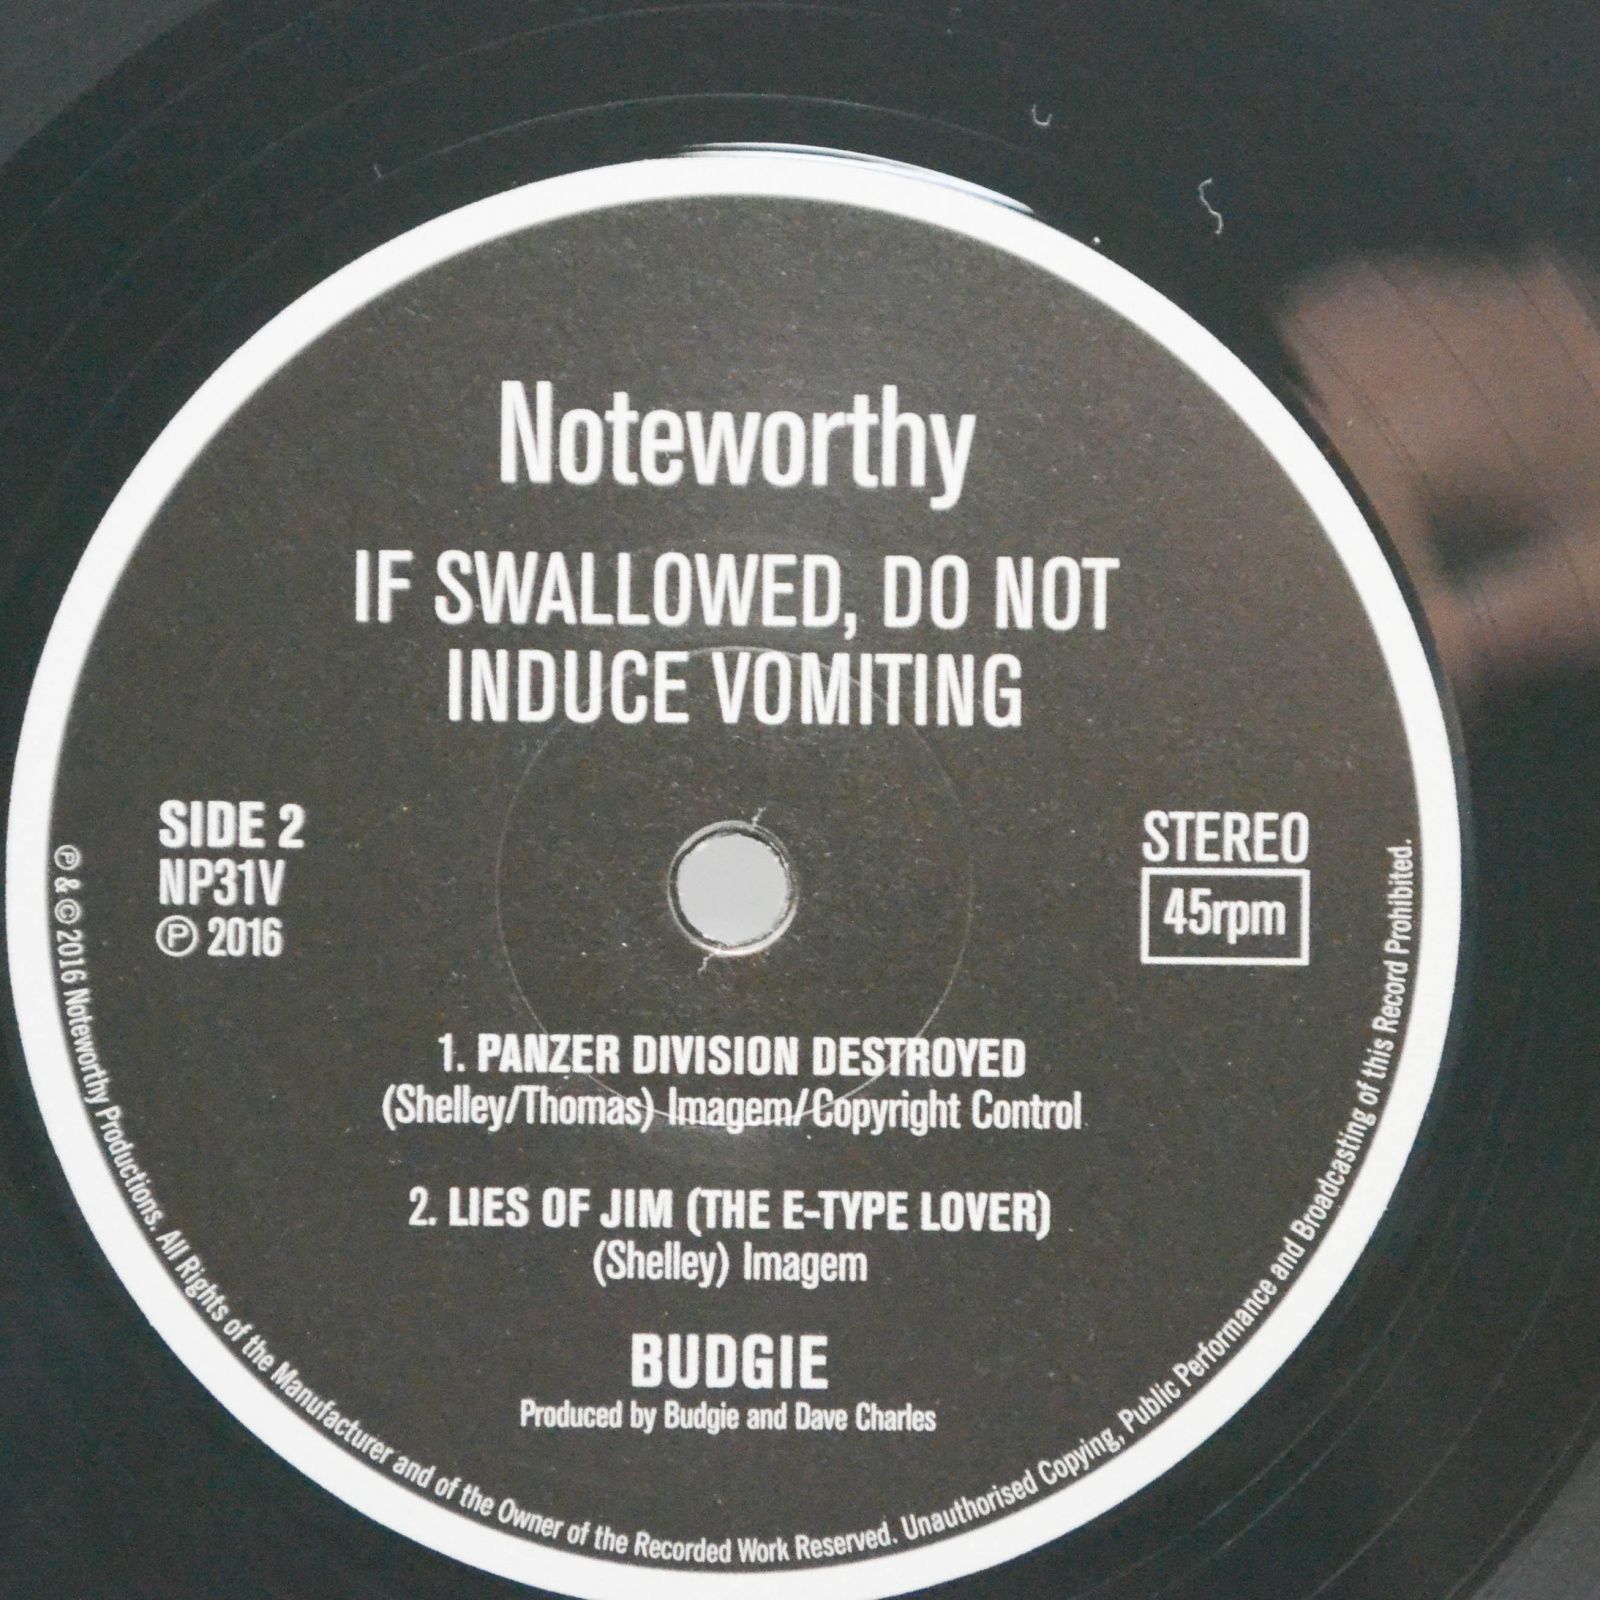 Noteworthy
IF SWALLOWED, DO NOT
INDUCE VOMITING
SIDE 2
NP31V
Ⓟ 2016
STEREO
45rpm
1. PANZER DIVISION DESTROYED
(Shelley/Thomas) Imagem/Copyright Control
2. LIES OF JIM (THE E-TYPE LOVER)
(Shelley) Imagem
BUDGIE
Produced by Budgie and Dave Charles
Ⓟ & © 2016 Noteworthy Productions. All Rights of the Manufacturer and of the Owner of the Recorded Work Reserved. Unauthorised Copying, Public Performance and Broadcasting of this Record Prohibited.